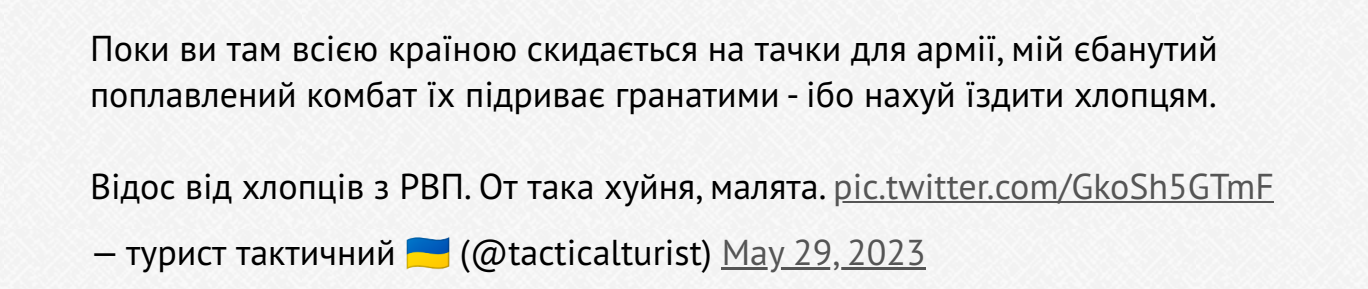 Поки ви там всією країною скидається на тачки для армії, мій єбанутий
поплавлений комбат їх підриває гранатими - ібо нахуй їздити хлопцям.
Відос від хлопців з РВП. От така хуйня, малята. pic.twitter.com/GkoSh5GTmF
— турист тактичний 🇺🇦 (@tacticalturist) May 29, 2023